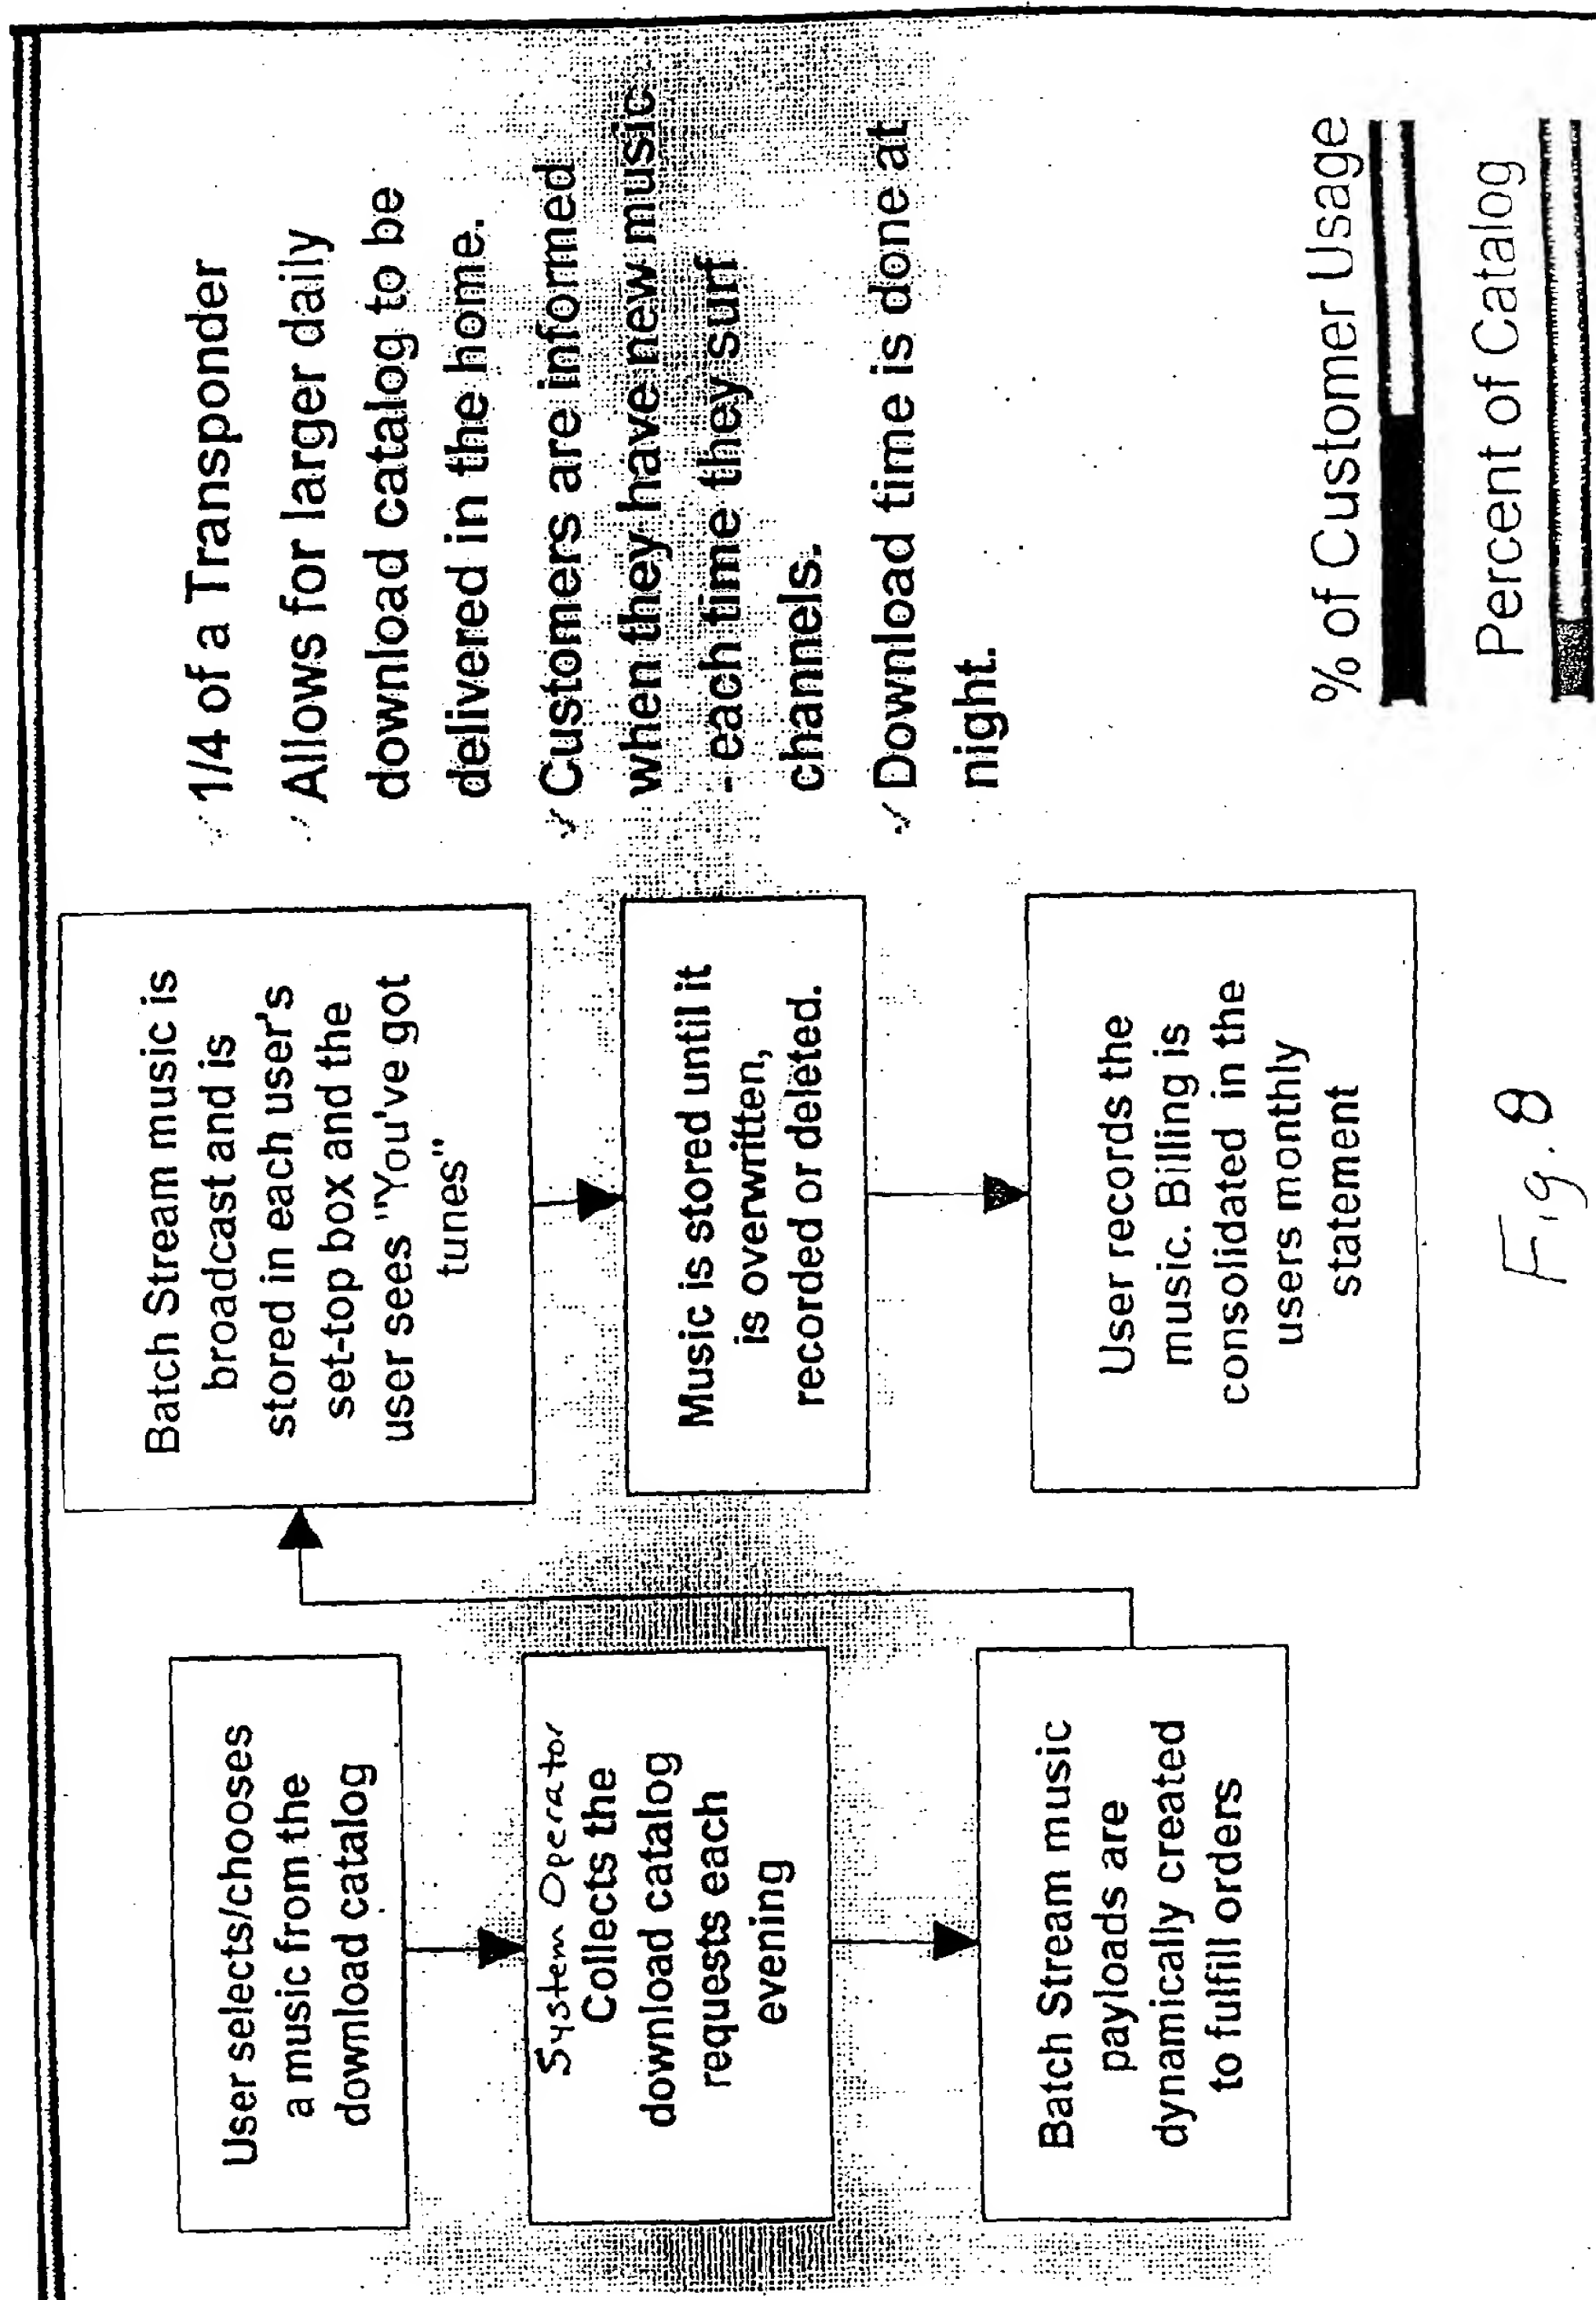 User selects/chooses
a music from the
download catalog
System Operator
Collects the
download catalog
requests each
evening
Batch Stream music
payloads are
dynamically created
to fulfill orders
Batch Stream music is
broadcast and is
stored in each user's
set-top box and the
user sees "You've got
tunes"
Music is stored until it
is overwritten,
recorded or deleted.
User records the
music. Billing is
consolidated in the
users monthly
statement
✓ 1/4 of a Transponder
✓ Allows for larger daily
download catalog to be
delivered in the home.
✓ Customers are informed
when they have new music
- each time they surf
channels.
✓ Download time is done at
night.
% of Customer Usage
Percent of Catalog
Fig. 8